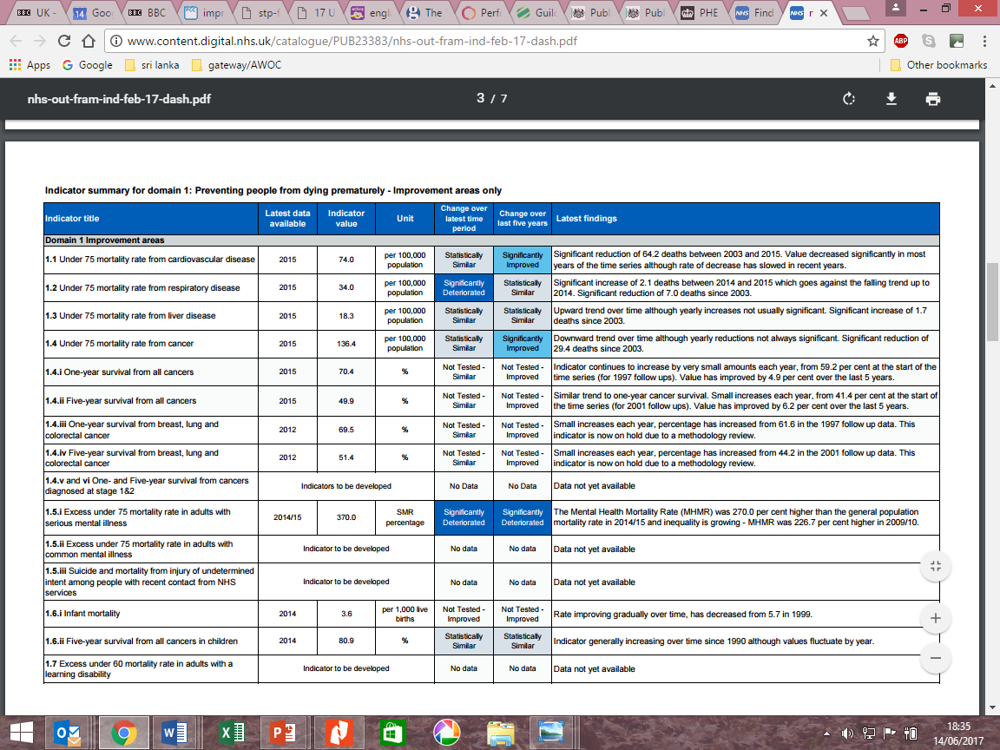 BBC UK -
14 Goo
BBC BBC
impr
stp-f
17 U
engl
The
Perf
Guil
Publ
Publ
PHE
NHS Find
NHS r
www.content.digital.nhs.uk/catalogue/PUB23383/nhs-out-fram-ind-feb-17-dash.pdf
ABP
Apps Google sri lanka gateway/AWOC Other bookmarks
nhs-out-fram-ind-feb-17-dash.pdf 3 / 7
Indicator summary for domain 1: Preventing people from dying prematurely - Improvement areas only
Indicator title
Latest data
available
Indicator
value
Unit
Change over
latest time
period
Change over
last five years
Latest findings
Domain 1 Improvement areas
1.1 Under 75 mortality rate from cardiovascular disease
2015
74.0
per 100,000
population
Statistically
Similar
Significantly
Improved
Significant reduction of 64.2 deaths between 2003 and 2015. Value decreased significantly in most
years of the time series although rate of decrease has slowed in recent years.
1.2 Under 75 mortality rate from respiratory disease
2015
34.0
per 100,000
population
Significantly
Deteriorated
Statistically
Similar
Significant increase of 2.1 deaths between 2014 and 2015 which goes against the falling trend up to
2014. Significant reduction of 7.0 deaths since 2003.
1.3 Under 75 mortality rate from liver disease
2015
18.3
per 100,000
population
Statistically
Similar
Statistically
Similar
Upward trend over time although yearly increases not usually significant. Significant increase of 1.7
deaths since 2003.
1.4 Under 75 mortality rate from cancer
2015
136.4
per 100,000
population
Statistically
Similar
Significantly
Improved
Downward trend over time although yearly reductions not always significant. Significant reduction of
29.4 deaths since 2003.
1.4.i One-year survival from all cancers
2015
70.4
%
Not Tested -
Similar
Not Tested -
Improved
Indicator continues to increase by very small amounts each year, from 59.2 per cent at the start of the
time series (for 1997 follow ups). Value has improved by 4.9 per cent over the last 5 years.
1.4.ii Five-year survival from all cancers
2015
49.9
%
Not Tested -
Similar
Not Tested -
Improved
Similar trend to one-year cancer survival. Small increases each year, from 41.4 per cent at the start of
the time series (for 2001 follow ups). Value has improved by 6.2 per cent over the last 5 years.
1.4.iii One-year survival from breast, lung and
colorectal cancer
2012
69.5
%
Not Tested -
Similar
Not Tested -
Improved
Small increases each year, percentage has increased from 61.6 in the 1997 follow up data. This
indicator is now on hold due to a methodology review.
1.4.iv Five-year survival from breast, lung and
colorectal cancer
2012
51.4
%
Not Tested -
Similar
Not Tested -
Improved
Small increases each year, percentage has increased from 44.2 in the 2001 follow up data. This
indicator is now on hold due to a methodology review.
1.4.v and vi One- and Five-year survival from cancers
diagnosed at stage 1&2
Indicators to be developed
No Data
No Data
Data not yet available
1.5.i Excess under 75 mortality rate in adults with
serious mental illness
2014/15
370.0
SMR
percentage
Significantly
Deteriorated
Significantly
Deteriorated
The Mental Health Mortality Rate (MHMR) was 270.0 per cent higher than the general population
mortality rate in 2014/15 and inequality is growing - MHMR was 226.7 per cent higher in 2009/10.
1.5.ii Excess under 75 mortality rate in adults with
common mental illness
Indicator to be developed
No data
No data
Data not yet available
1.5.iii Suicide and mortality from injury of undetermined
intent among people with recent contact from NHS
services
Indicator to be developed
No data
No data
Data not yet available
1.6.i Infant mortality
2014
3.6
per 1,000 live
births
Not Tested -
Improved
Not Tested -
Improved
Rate improving gradually over time, has decreased from 5.7 in 1999.
1.6.ii Five-year survival from all cancers in children
2014
80.9
%
Statistically
Similar
Statistically
Similar
Indicator generally increasing over time since 1990 although values fluctuate by year.
1.7 Excess under 60 mortality rate in adults with a
learning disability
Indicator to be developed
No data
No data
Data not yet available
18:35
14/06/2017